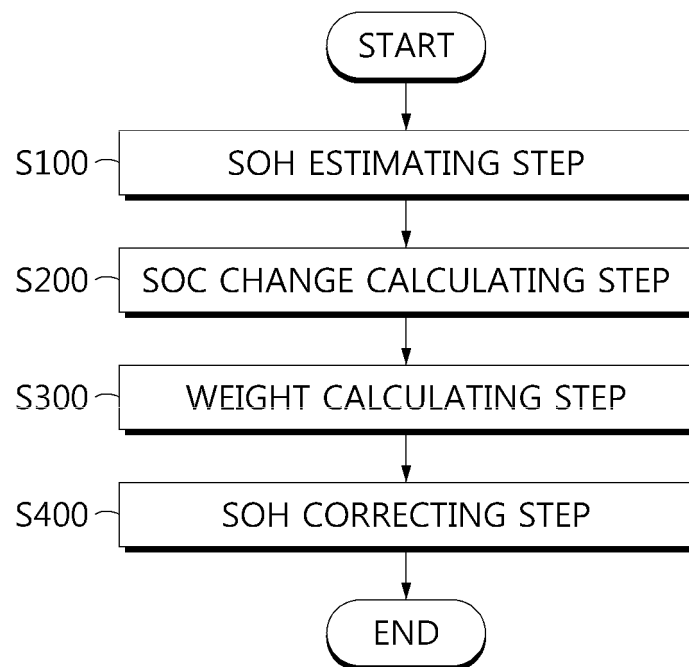 START
S100 SOH ESTIMATING STEP
S200 SOC CHANGE CALCULATING STEP
S300 WEIGHT CALCULATING STEP
S400 SOH CORRECTING STEP
END